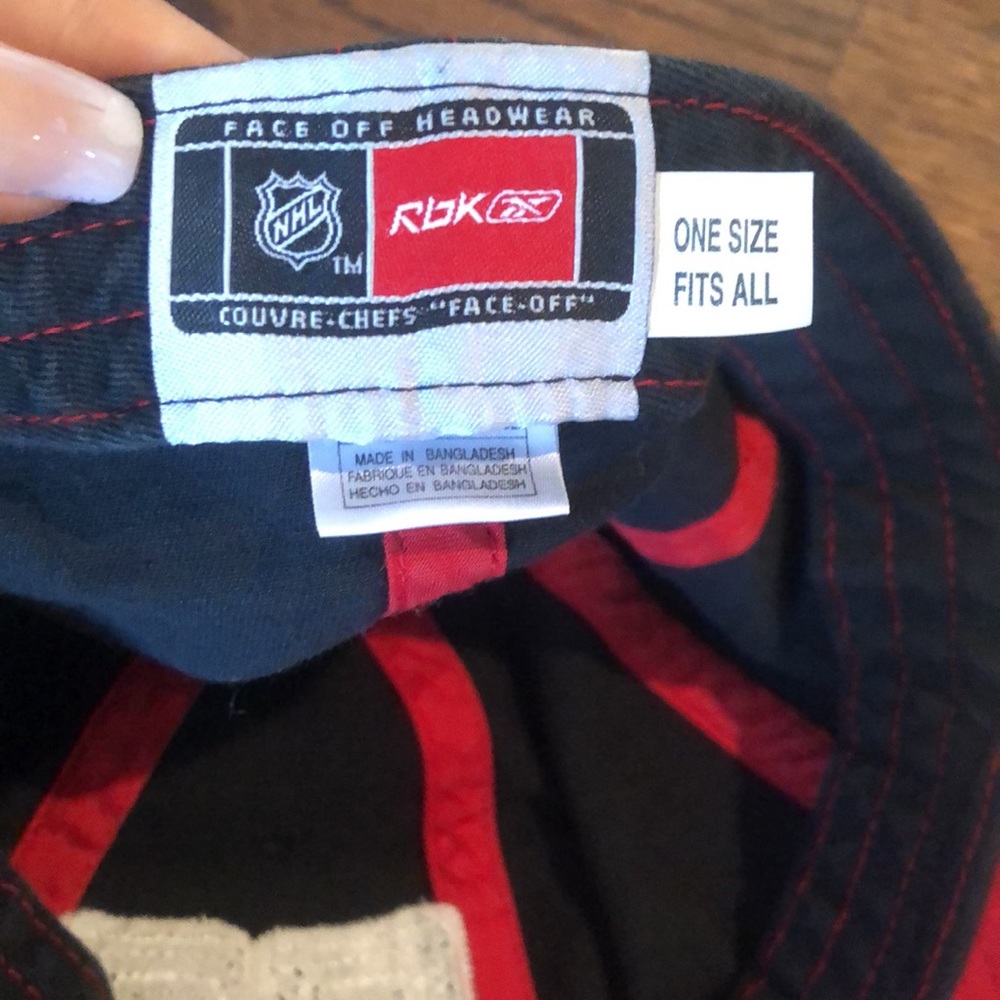 FACE OFF HEADWEAR
NHL
TM
RbK
COUVRE-CHEFS "FACE-OFF"
ONE SIZE
FITS ALL
MADE IN BANGLADESH
FABRIQUE EN BANGLADESH
HECHO EN BANGLADESH